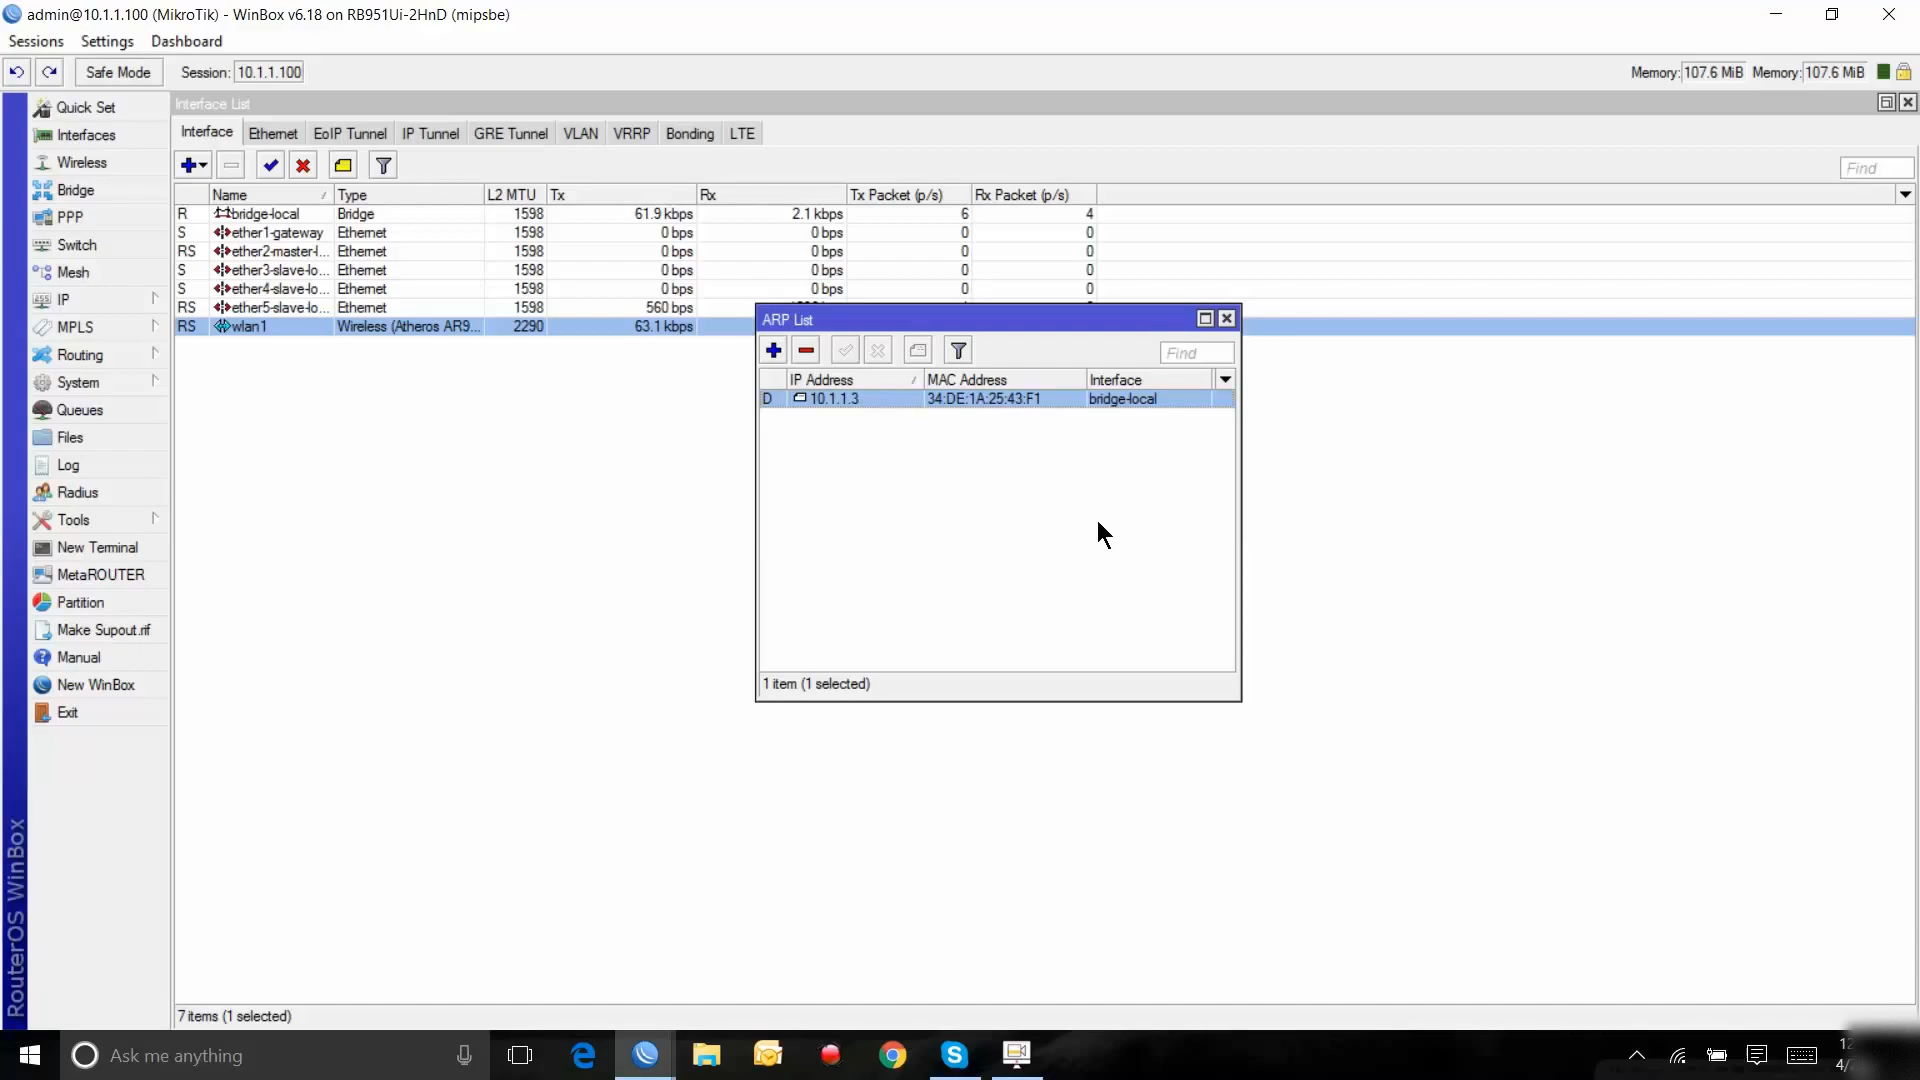 admin@10.1.1.100 (MikroTik) - WinBox v6.18 on RB951Ui-2HnD (mipsbe)
Sessions Settings Dashboard
Safe Mode Session: 10.1.1.100 Memory: 107.6 MiB Memory: 107.6 MiB
Quick Set
Interfaces
Wireless
Bridge
PPP
Switch
Mesh
IP
MPLS
Routing
System
Queues
Files
Log
Radius
Tools
New Terminal
MetaROUTER
Partition
Make Supout.rif
Manual
New WinBox
Exit
RouterOS WinBox
Interface List
Interface Ethernet EoIP Tunnel IP Tunnel GRE Tunnel VLAN VRRP Bonding LTE
Find
Name Type L2 MTU Tx Rx Tx Packet (p/s) Rx Packet (p/s)
R bridge-local Bridge 1598 61.9 kbps 2.1 kbps 6 4
S ether1-gateway Ethernet 1598 0 bps 0 bps 0 0
RS ether2-master-l... Ethernet 1598 0 bps 0 bps 0 0
S ether3-slave-lo... Ethernet 1598 0 bps 0 bps 0 0
S ether4-slave-lo... Ethernet 1598 0 bps 0 bps 0 0
RS ether5-slave-lo... Ethernet 1598 560 bps
RS wlan1 Wireless (Atheros AR9... 2290 63.1 kbps
ARP List
Find
IP Address MAC Address Interface
D 10.1.1.3 34:DE:1A:25:43:F1 bridge-local
1 item (1 selected)
7 items (1 selected)
Ask me anything